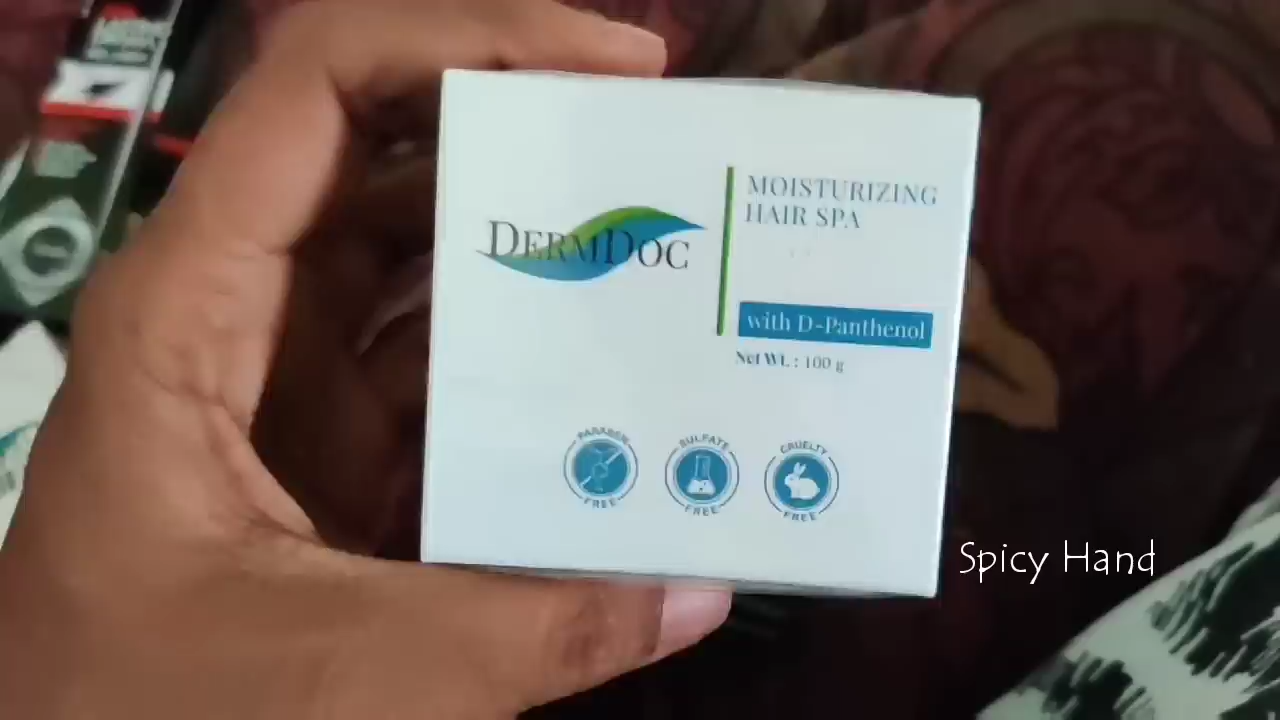 DERMDOC
MOISTURIZING
HAIR SPA
with D-Panthenol
Net Wt. : 100 g
PARABEN
FREE
SULFATE
FREE
CRUELTY
FREE
Spicy Hand